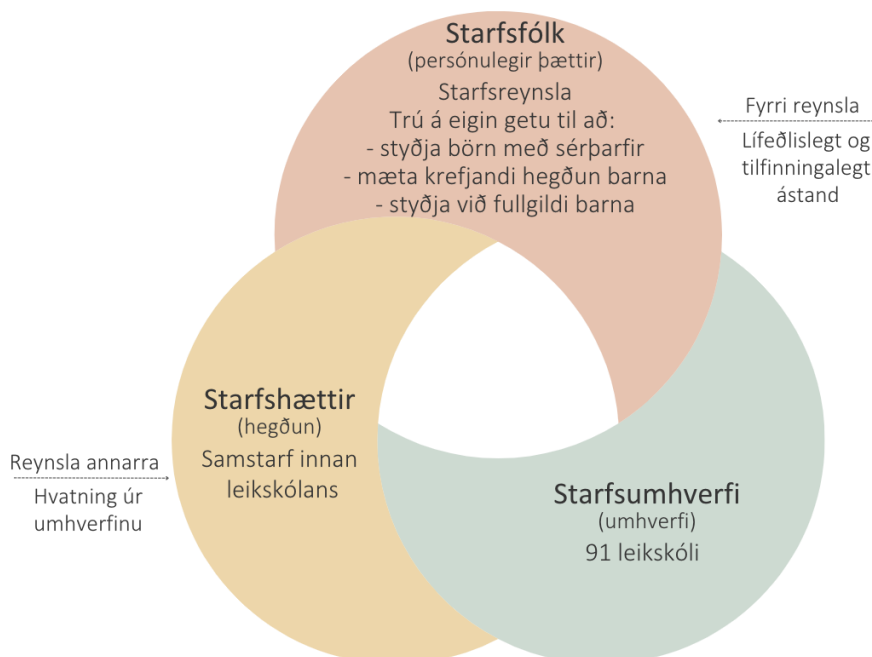 Starfsfólk
(persónulegir þættir)
Starfsreynsla
Trú á eigin getu til að:
- styðja börn með sérþarfir
- mæta krefjandi hegðun barna
- styðja við fullgildi barna
Fyrri reynsla
Lífeðlislegt og
tilfinningalegt
ástand
Starfshættir
(hegðun)
Samstarf innan
leikskólans
Reynsla annarra
Hvatning úr
umhverfinu
Starfsumhverfi
(umhverfi)
91 leikskóli